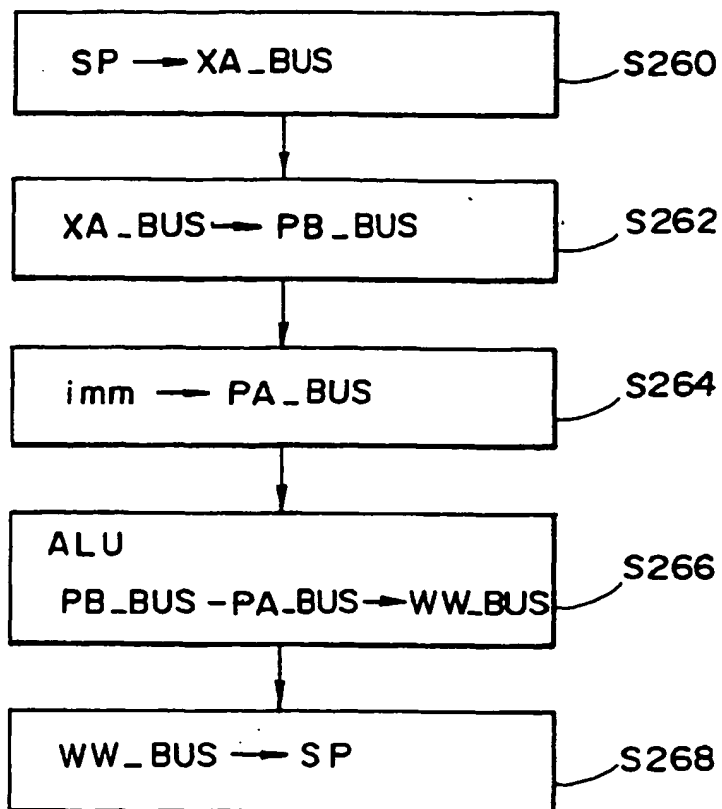 SP → XA_BUS
S260
XA_BUS → PB_BUS
S262
imm → PA_BUS
S264
ALU
PB_BUS - PA_BUS → WW_BUS
S266
WW_BUS → SP
S268